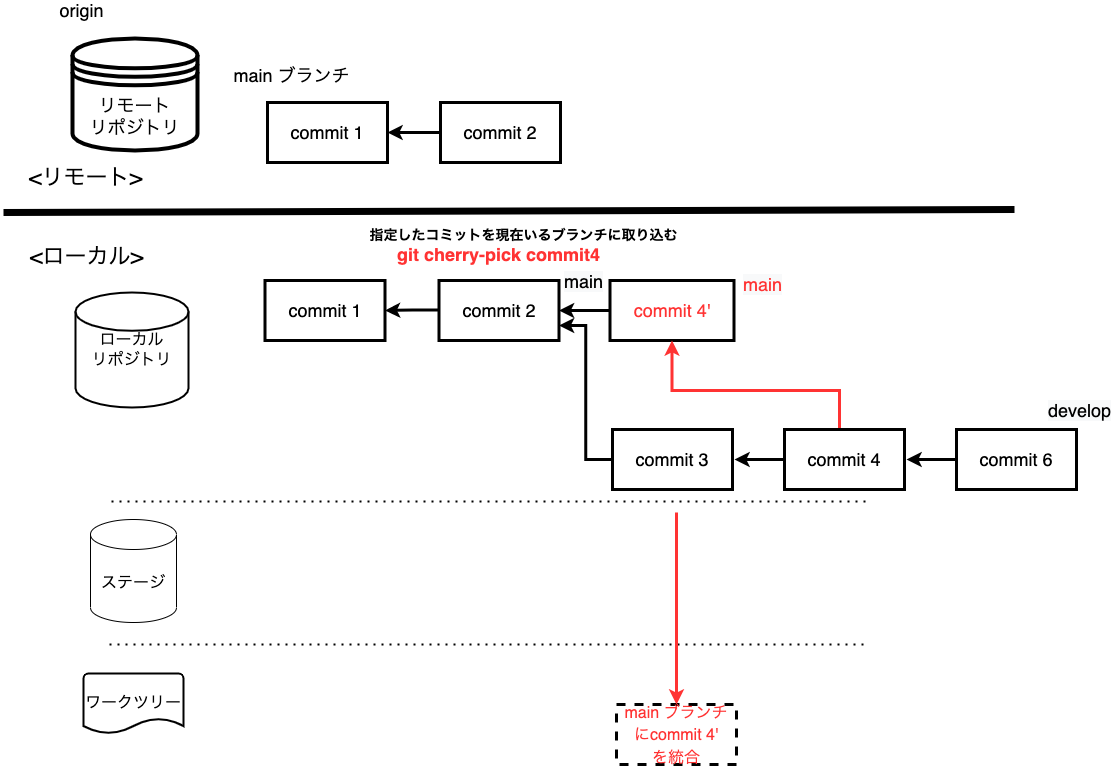 origin
リモート
リポジトリ
main ブランチ
commit 1
commit 2
<リモート>
<ローカル>
指定したコミットを現在いるブランチに取り込む
git cherry-pick commit4
ローカル
リポジトリ
commit 1
commit 2
main
commit 4'
main
develop
commit 3
commit 4
commit 6
ステージ
ワークツリー
main ブランチ
にcommit 4'
を統合